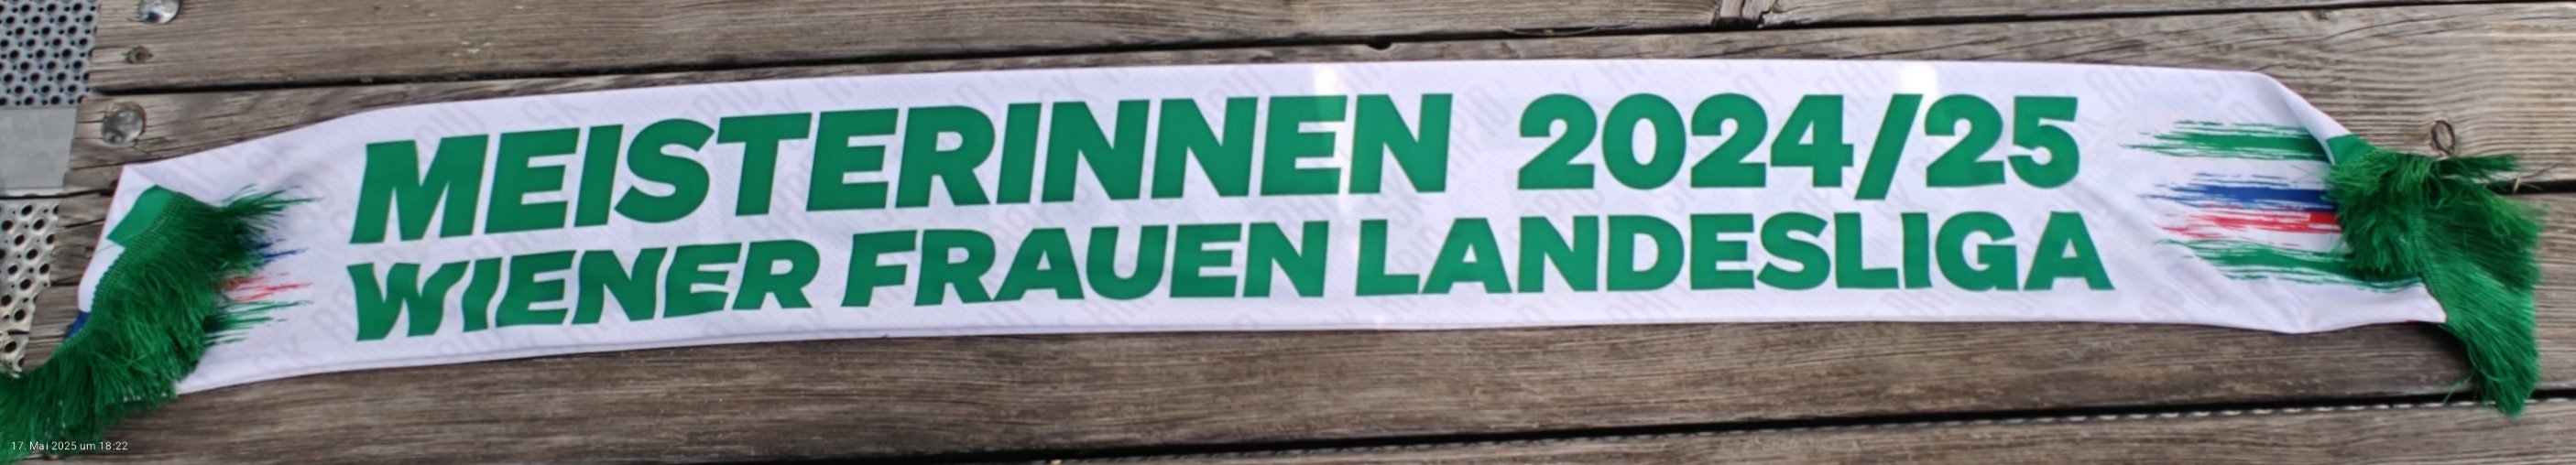 MEISTERINNEN 2024/25
WIENER FRAUEN LANDESLIGA
17. Mai 2025 um 18:22